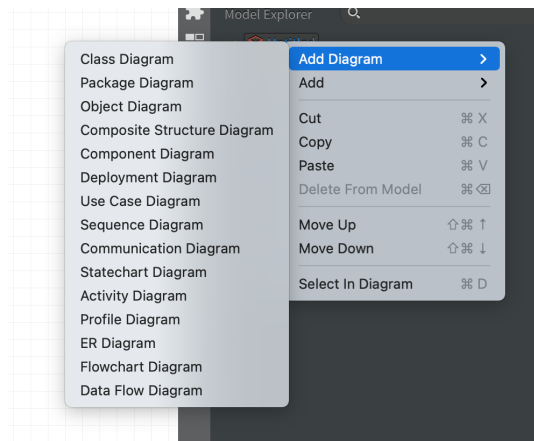 Model Explorer
Untitled
Class Diagram
Package Diagram
Object Diagram
Composite Structure Diagram
Component Diagram
Deployment Diagram
Use Case Diagram
Sequence Diagram
Communication Diagram
Statechart Diagram
Activity Diagram
Profile Diagram
ER Diagram
Flowchart Diagram
Data Flow Diagram
Add Diagram
Add
Cut ⌘ X
Copy ⌘ C
Paste ⌘ V
Delete From Model ⌘ ⌫
Move Up ⇧⌘ ↑
Move Down ⇧⌘ ↓
Select In Diagram ⌘ D